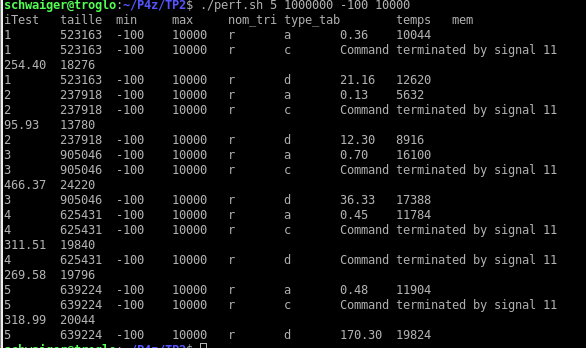 schwaiger@troglo:~/P4z/TP2$ ./perf.sh 5 1000000 -100 10000
iTest taille min max nom_tri type_tab temps mem
1 523163 -100 10000 r a 0.36 10044
1 523163 -100 10000 r c Command terminated by signal 11
254.40 18276
1 523163 -100 10000 r d 21.16 12620
2 237918 -100 10000 r a 0.13 5632
2 237918 -100 10000 r c Command terminated by signal 11
95.93 13780
2 237918 -100 10000 r d 12.30 8916
3 905046 -100 10000 r a 0.70 16100
3 905046 -100 10000 r c Command terminated by signal 11
466.37 24220
3 905046 -100 10000 r d 36.33 17388
4 625431 -100 10000 r a 0.45 11784
4 625431 -100 10000 r c Command terminated by signal 11
311.51 19840
4 625431 -100 10000 r d Command terminated by signal 11
269.58 19796
5 639224 -100 10000 r a 0.48 11904
5 639224 -100 10000 r c Command terminated by signal 11
318.99 20044
5 639224 -100 10000 r d 170.30 19824
schwaiger@troglo:~/P4z/TP2$